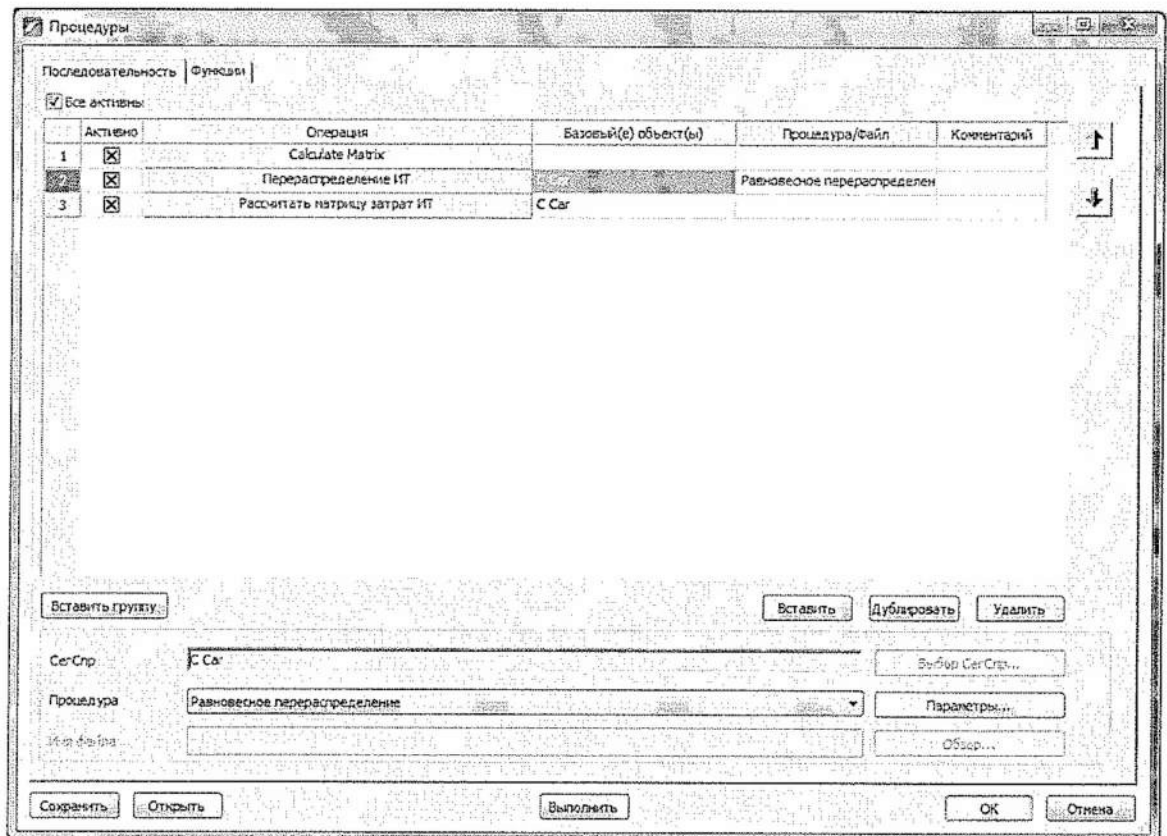 Процедуры
Последовательность Функции
Все активны
Активно Операция Базовый(е) объект(ы) Процедура/Файл Комментарий
1 Calculate Matrix
2 Перераспределение ИТ Равновесное перераспределен
3 Рассчитать матрицу затрат ИТ C Car
Вставить группу Вставить Дублировать Удалить
СегСпр C Car Выбор СегСпр...
Процедура Равновесное перераспределение Параметры...
Имя файла Обзор...
Сохранить Открыть Выполнить OK Отмена